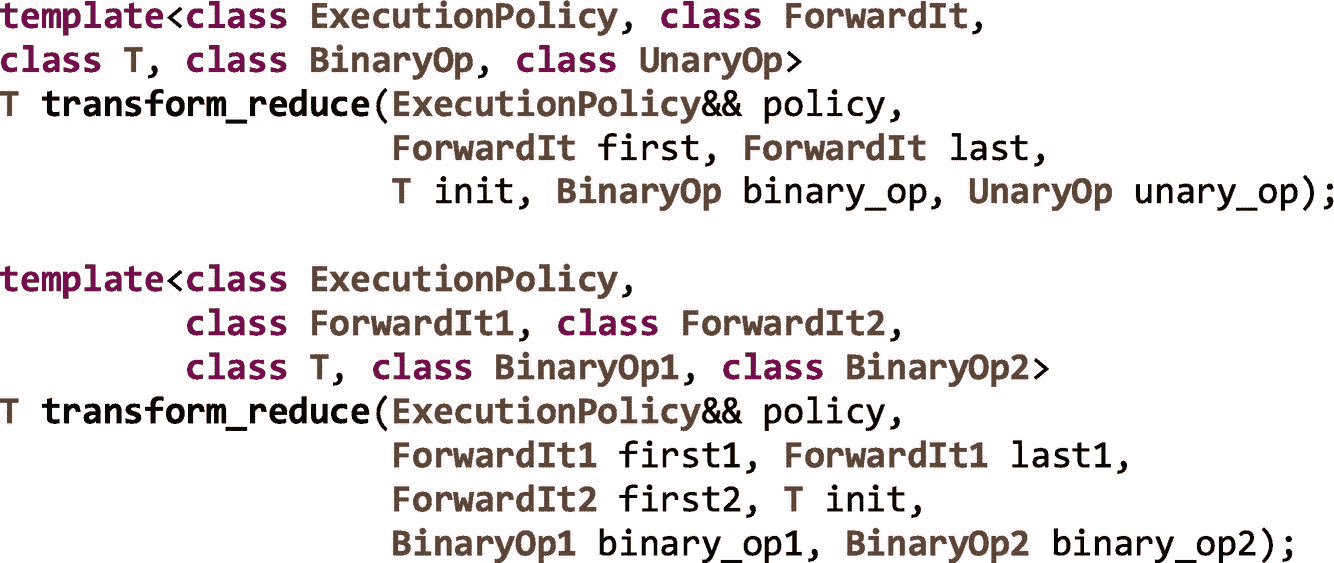 template<class ExecutionPolicy, class ForwardIt,
class T, class BinaryOp, class UnaryOp>
T transform_reduce(ExecutionPolicy&& policy,
ForwardIt first, ForwardIt last,
T init, BinaryOp binary_op, UnaryOp unary_op);
template<class ExecutionPolicy,
class ForwardIt1, class ForwardIt2,
class T, class BinaryOp1, class BinaryOp2>
T transform_reduce(ExecutionPolicy&& policy,
ForwardIt1 first1, ForwardIt1 last1,
ForwardIt2 first2, T init,
BinaryOp1 binary_op1, BinaryOp2 binary_op2);